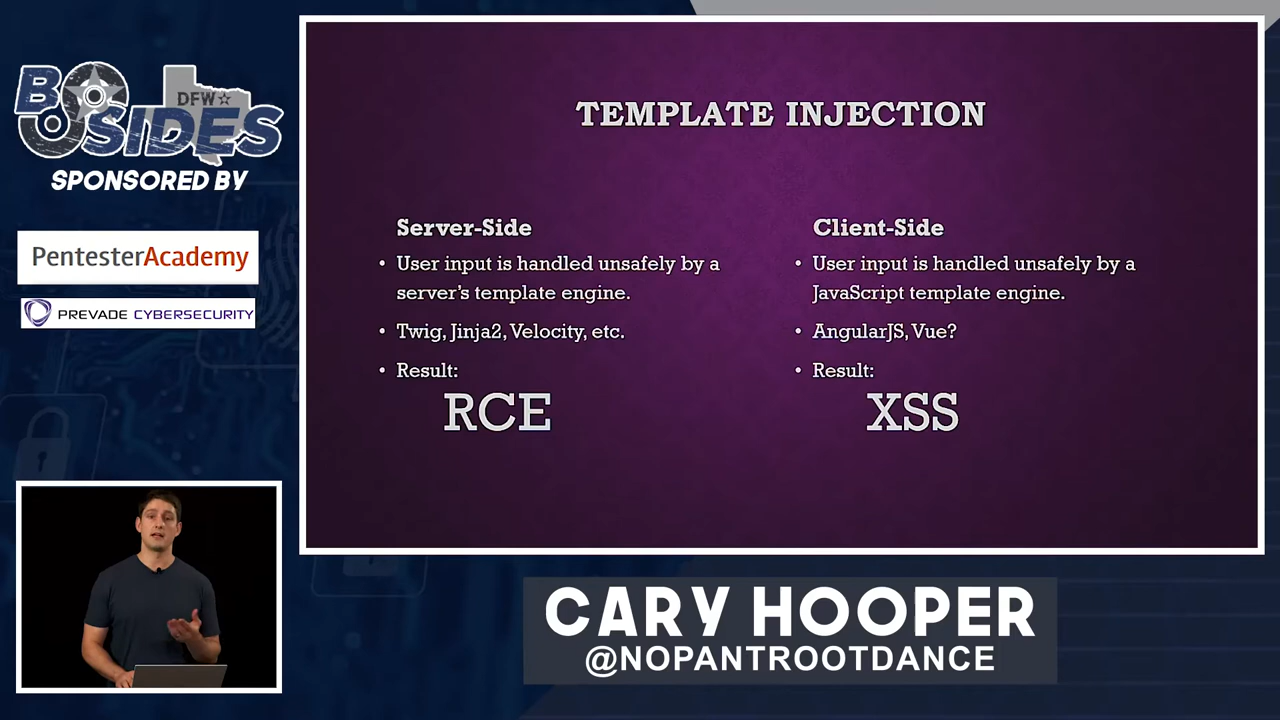 BSIDES
DFW
SPONSORED BY
PentesterAcademy
PREVADE CYBERSECURITY
TEMPLATE INJECTION
Server-Side
• User input is handled unsafely by a
server’s template engine.
• Twig, Jinja2, Velocity, etc.
• Result:
RCE
Client-Side
• User input is handled unsafely by a
JavaScript template engine.
• AngularJS, Vue?
• Result:
XSS
CARY HOOPER
@NOPANTROOTDANCE